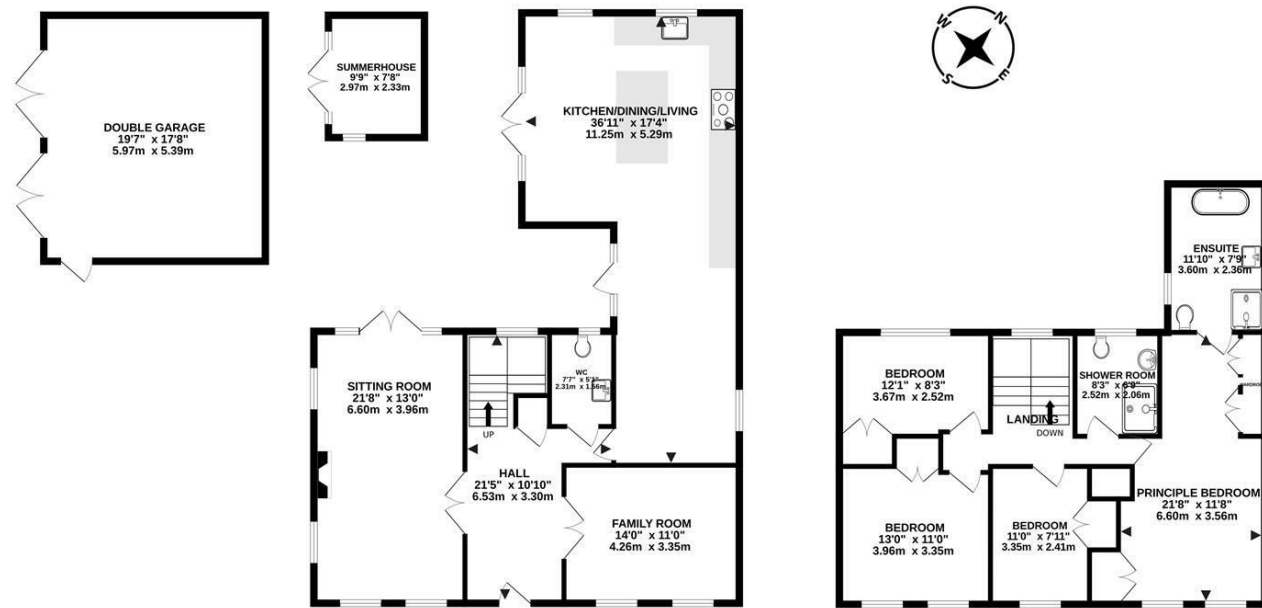 DOUBLE GARAGE
19'7" x 17'8"
5.97m x 5.39m
SUMMERHOUSE
9'9" x 7'8"
2.97m x 2.33m
KITCHEN/DINING/LIVING
36'11" x 17'4"
11.25m x 5.29m
SITTING ROOM
21'8" x 13'0"
6.60m x 3.96m
UP
WC
7'7" x 5'1"
2.31m x 1.56m
HALL
21'5" x 10'10"
6.53m x 3.30m
FAMILY ROOM
14'0" x 11'0"
4.26m x 3.35m
N
W
E
S
ENSUITE
11'10" x 7'9"
3.60m x 2.36m
BEDROOM
12'1" x 8'3"
3.67m x 2.52m
SHOWER ROOM
8'3" x 6'9"
2.52m x 2.06m
LANDING
DOWN
WARDROBE
PRINCIPLE BEDROOM
21'8" x 11'8"
6.60m x 3.56m
BEDROOM
13'0" x 11'0"
3.96m x 3.35m
BEDROOM
11'0" x 7'11"
3.35m x 2.41m